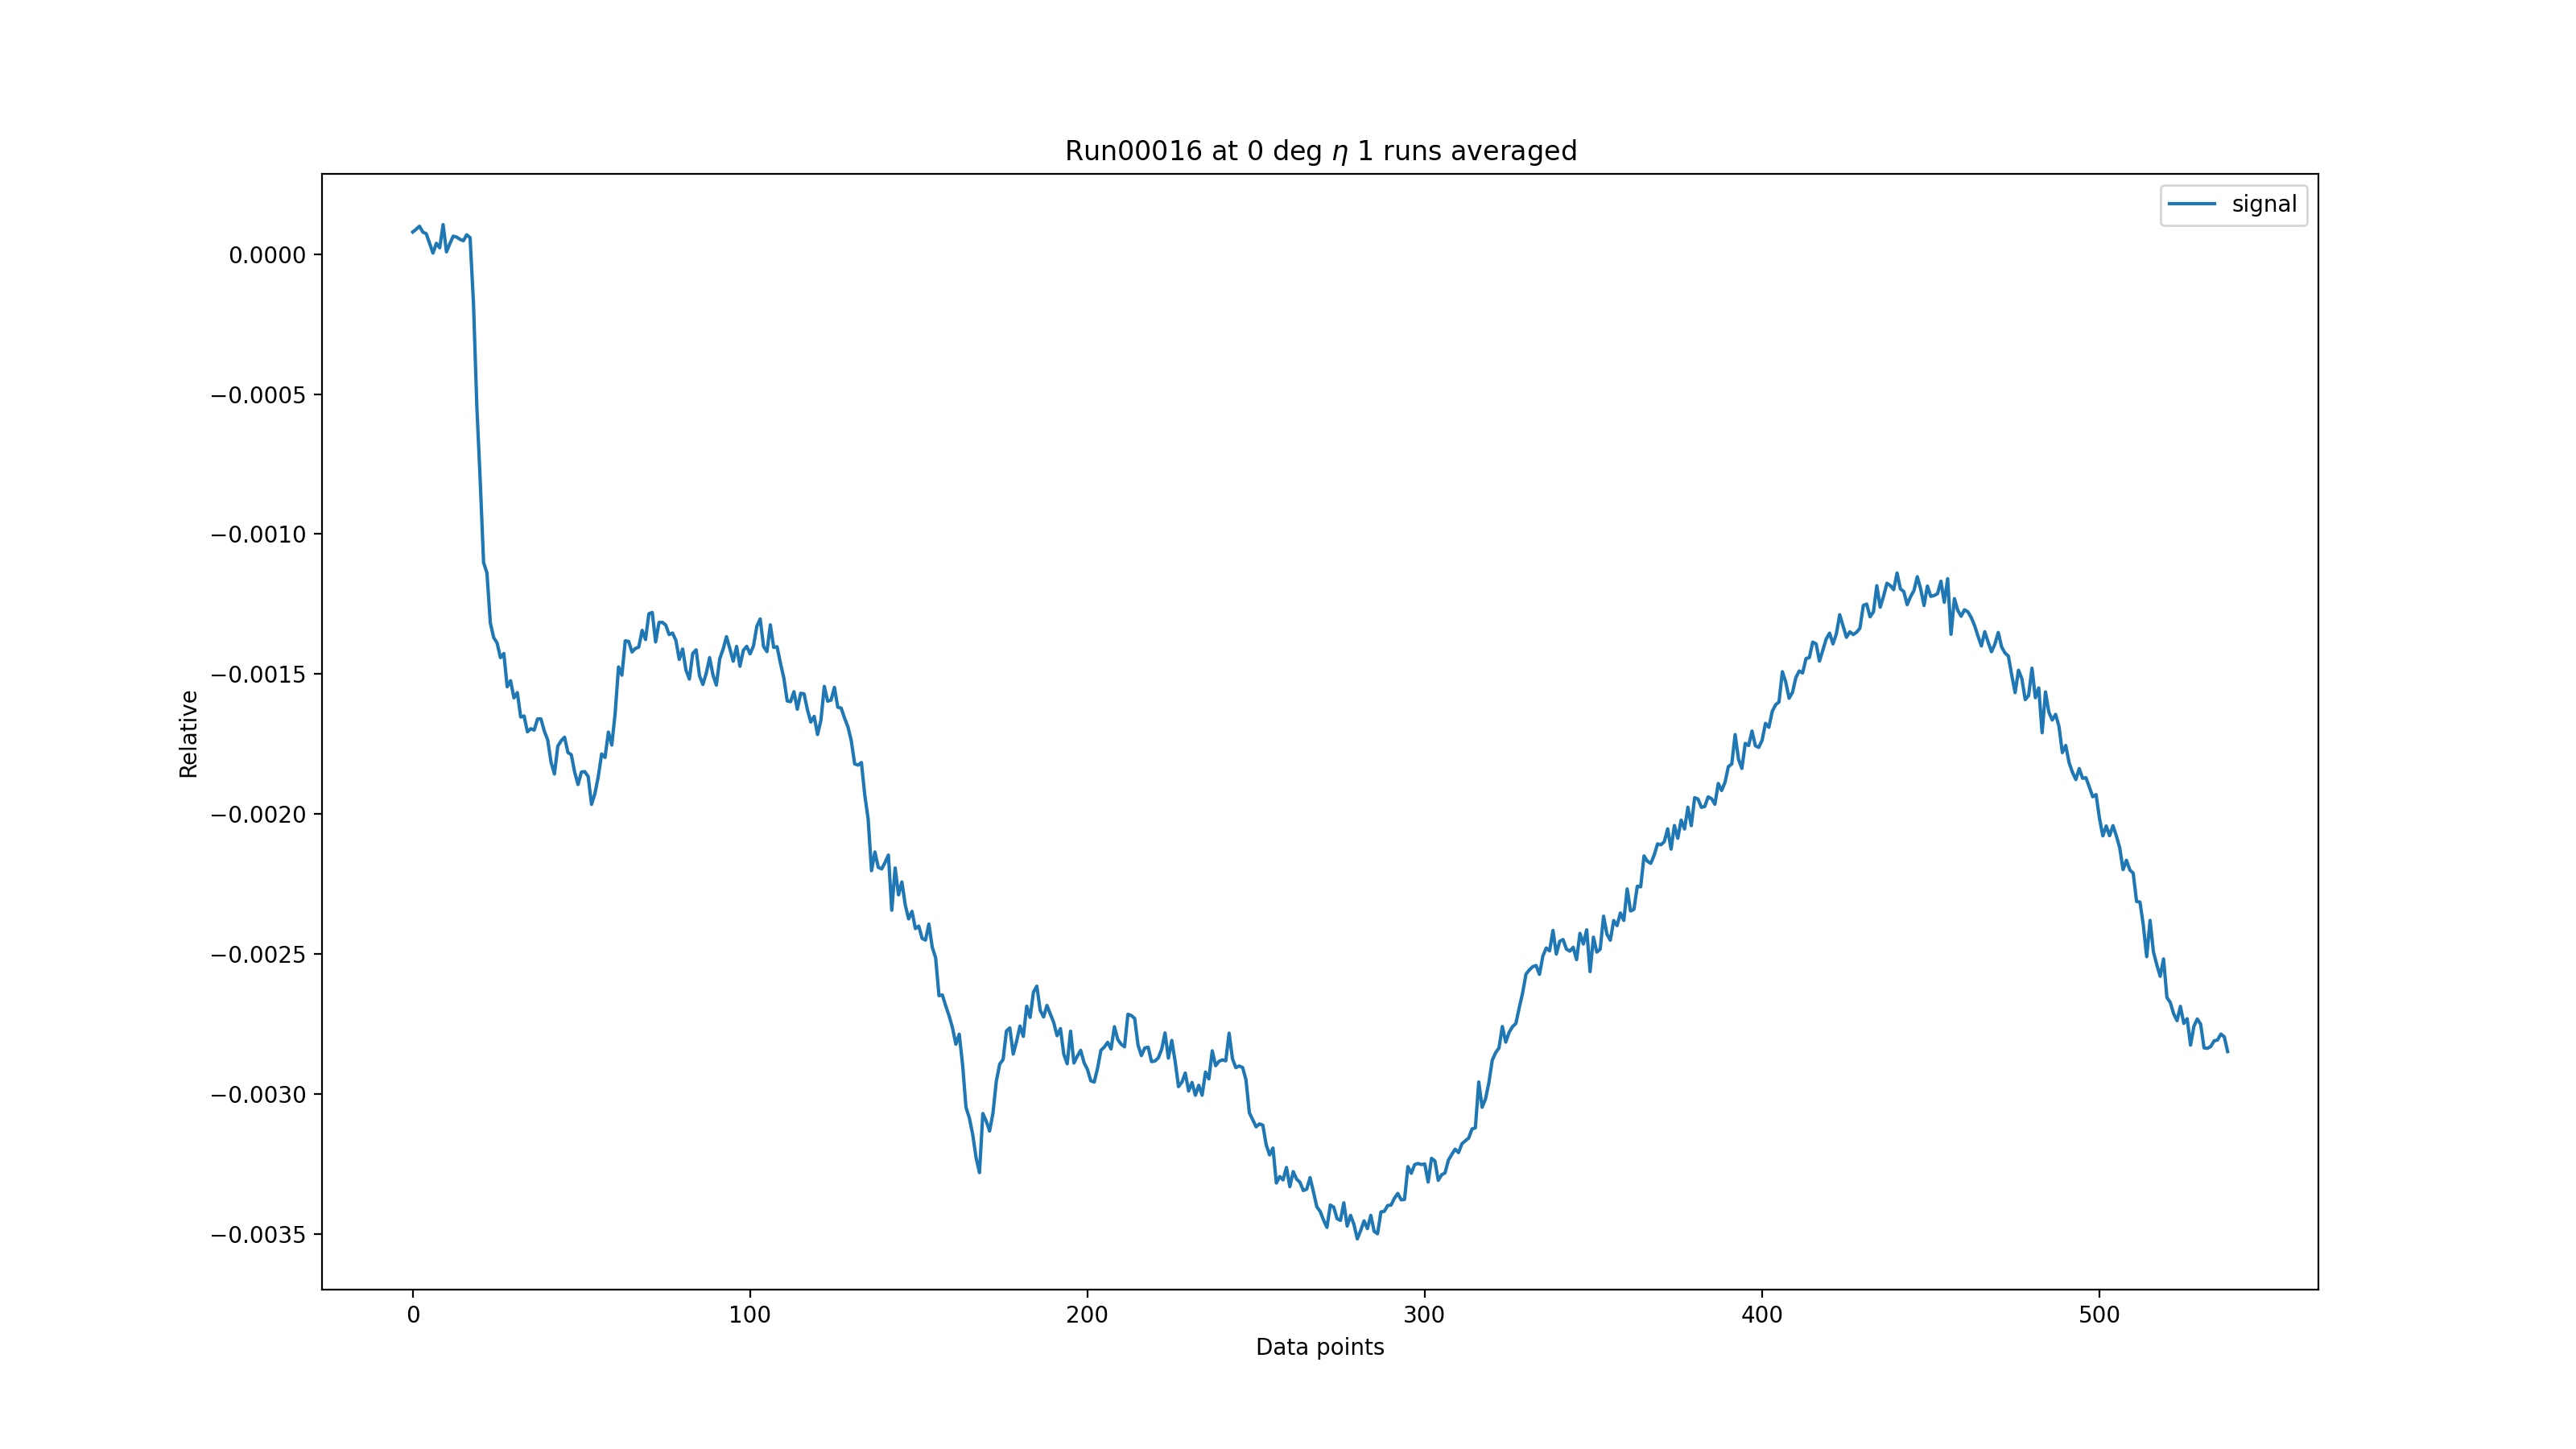 Run00016 at 0 deg η 1 runs averaged
signal
0.0000
−0.0005
−0.0010
−0.0015
−0.0020
−0.0025
−0.0030
−0.0035
Relative
0 100 200 300 400 500
Data points